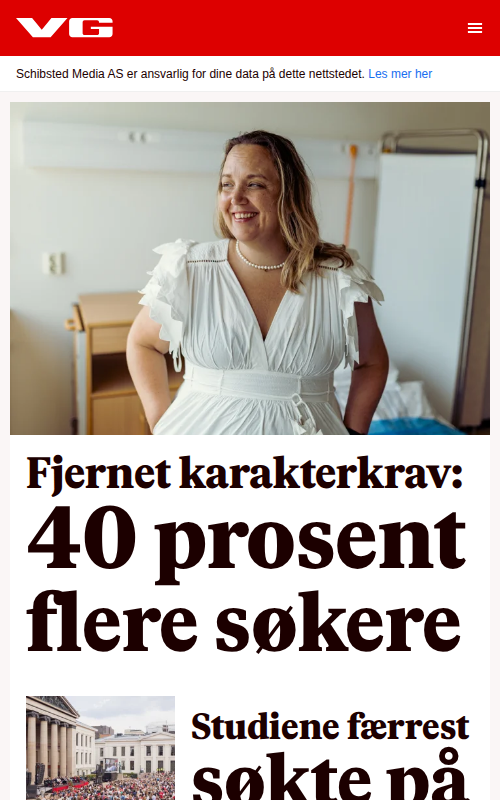 VG
Schibsted Media AS er ansvarlig for dine data på dette nettstedet. Les mer her
Fjernet karakterkrav:
40 prosent
flere søkere
Studiene færrest
søkte på